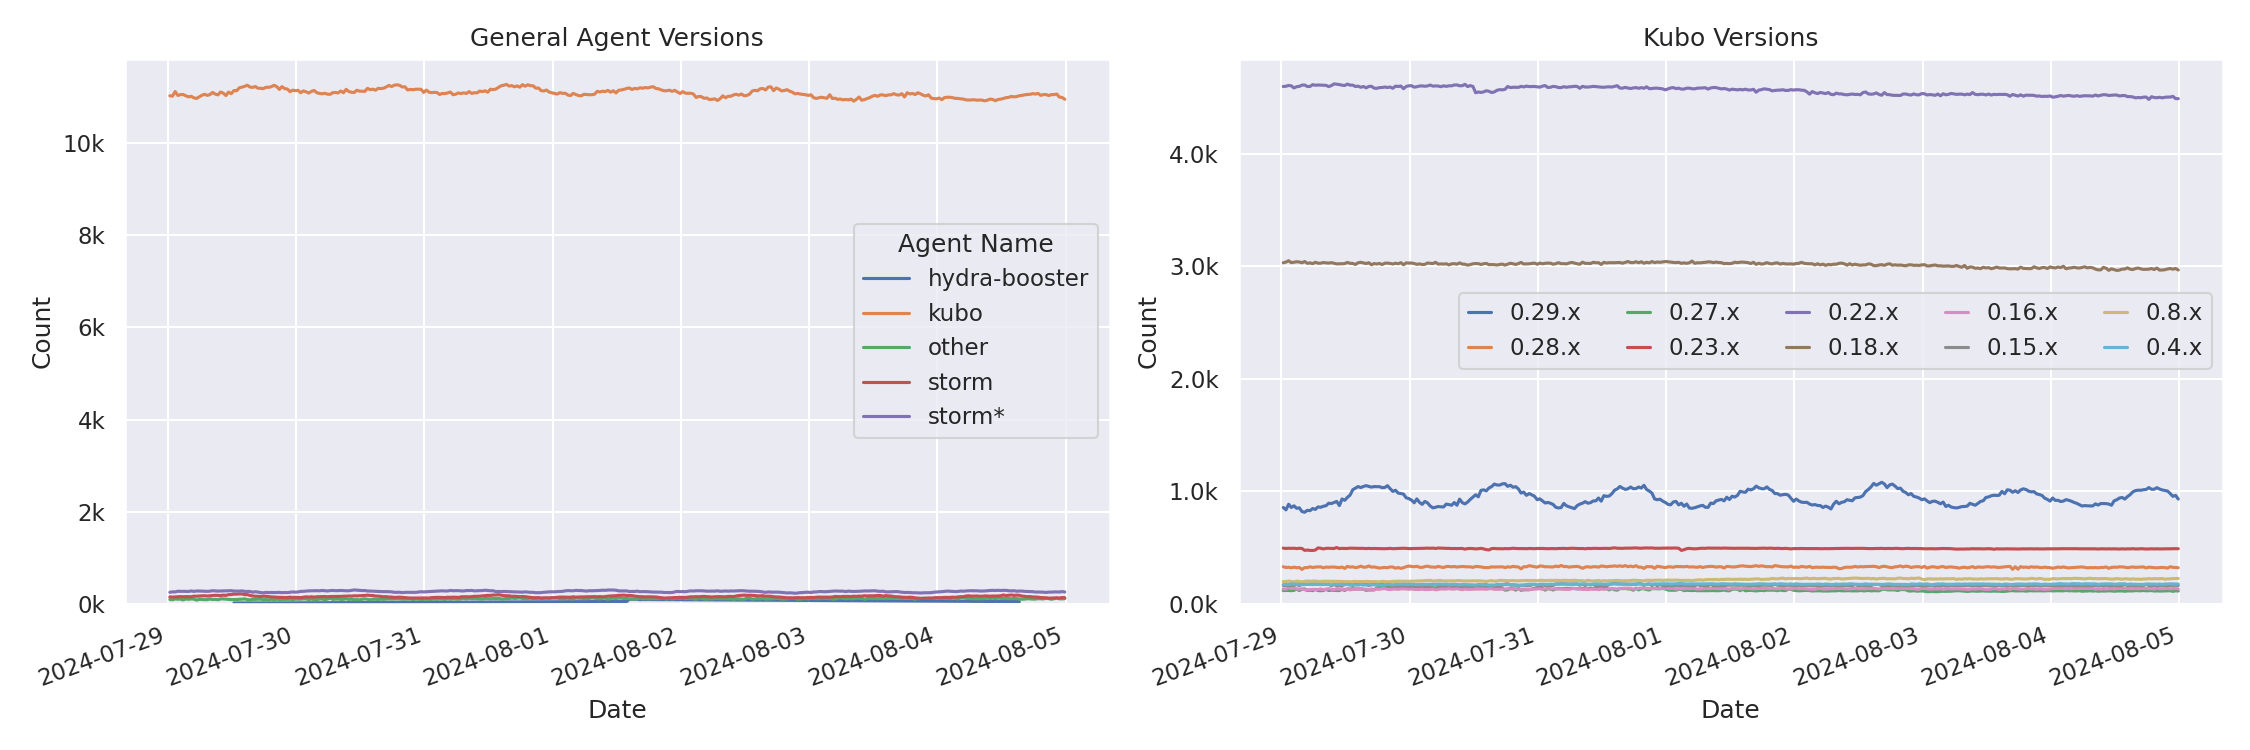 General Agent Versions
10k
8k
6k
4k
2k
0k
Count
Agent Name
hydra-booster
kubo
other
storm
storm*
2024-07-29
2024-07-30
2024-07-31
2024-08-01
2024-08-02
2024-08-03
2024-08-04
2024-08-05
Date
Kubo Versions
4.0k
3.0k
2.0k
1.0k
0.0k
Count
0.29.x 0.27.x 0.22.x 0.16.x 0.8.x
0.28.x 0.23.x 0.18.x 0.15.x 0.4.x
2024-07-29
2024-07-30
2024-07-31
2024-08-01
2024-08-02
2024-08-03
2024-08-04
2024-08-05
Date